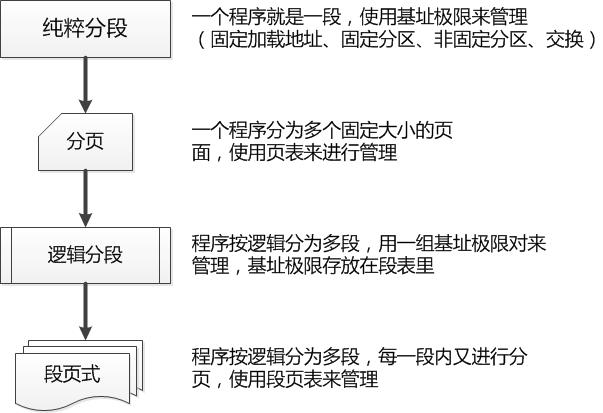 纯粹分段
一个程序就是一段，使用基址极限来管理
（固定加载地址、固定分区、非固定分区、交换）
分页
一个程序分为多个固定大小的页
面，使用页表来进行管理
逻辑分段
程序按逻辑分为多段，用一组基址极限对来
管理，基址极限存放在段表里
段页式
程序按逻辑分为多段，每一段内又进行分
页，使用段页表来管理